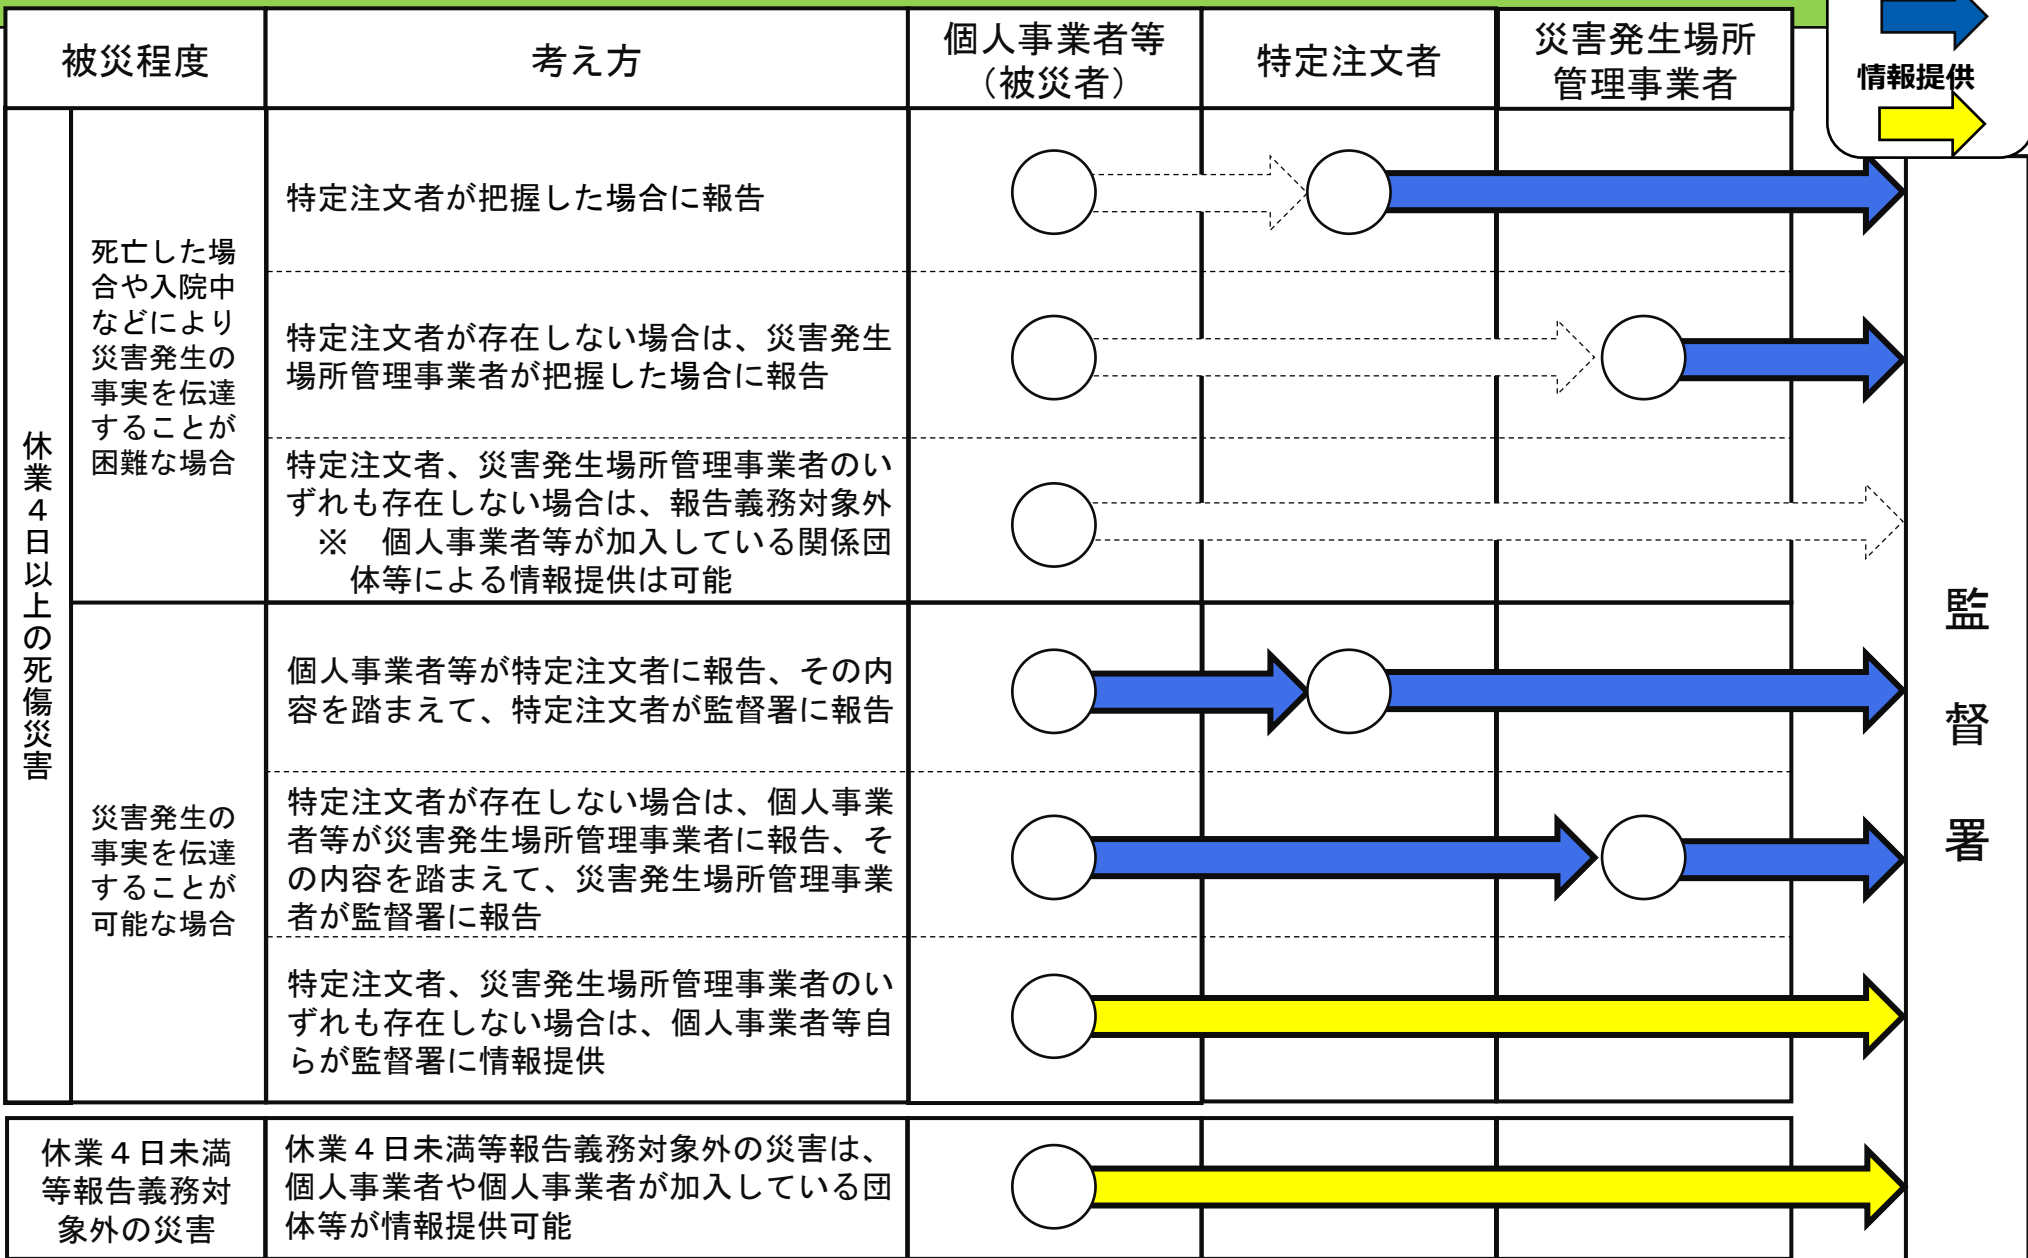 被災程度
考え方
個人事業者等
（被災者）
特定注文者
災害発生場所
管理事業者
情報提供
休業４日以上の死傷災害
死亡した場
合や入院中
などにより
災害発生の
事実を伝達
することが
困難な場合
特定注文者が把握した場合に報告
特定注文者が存在しない場合は、災害発生
場所管理事業者が把握した場合に報告
特定注文者、災害発生場所管理事業者のい
ずれも存在しない場合は、報告義務対象外
※　個人事業者等が加入している関係団
体等による情報提供は可能
災害発生の
事実を伝達
することが
可能な場合
個人事業者等が特定注文者に報告、その内
容を踏まえて、特定注文者が監督署に報告
特定注文者が存在しない場合は、個人事業
者等が災害発生場所管理事業者に報告、そ
の内容を踏まえて、災害発生場所管理事業
者が監督署に報告
特定注文者、災害発生場所管理事業者のい
ずれも存在しない場合は、個人事業者等自
らが監督署に情報提供
監督署
休業４日未満
等報告義務対
象外の災害
休業４日未満等報告義務対象外の災害は、
個人事業者や個人事業者が加入している団
体等が情報提供可能